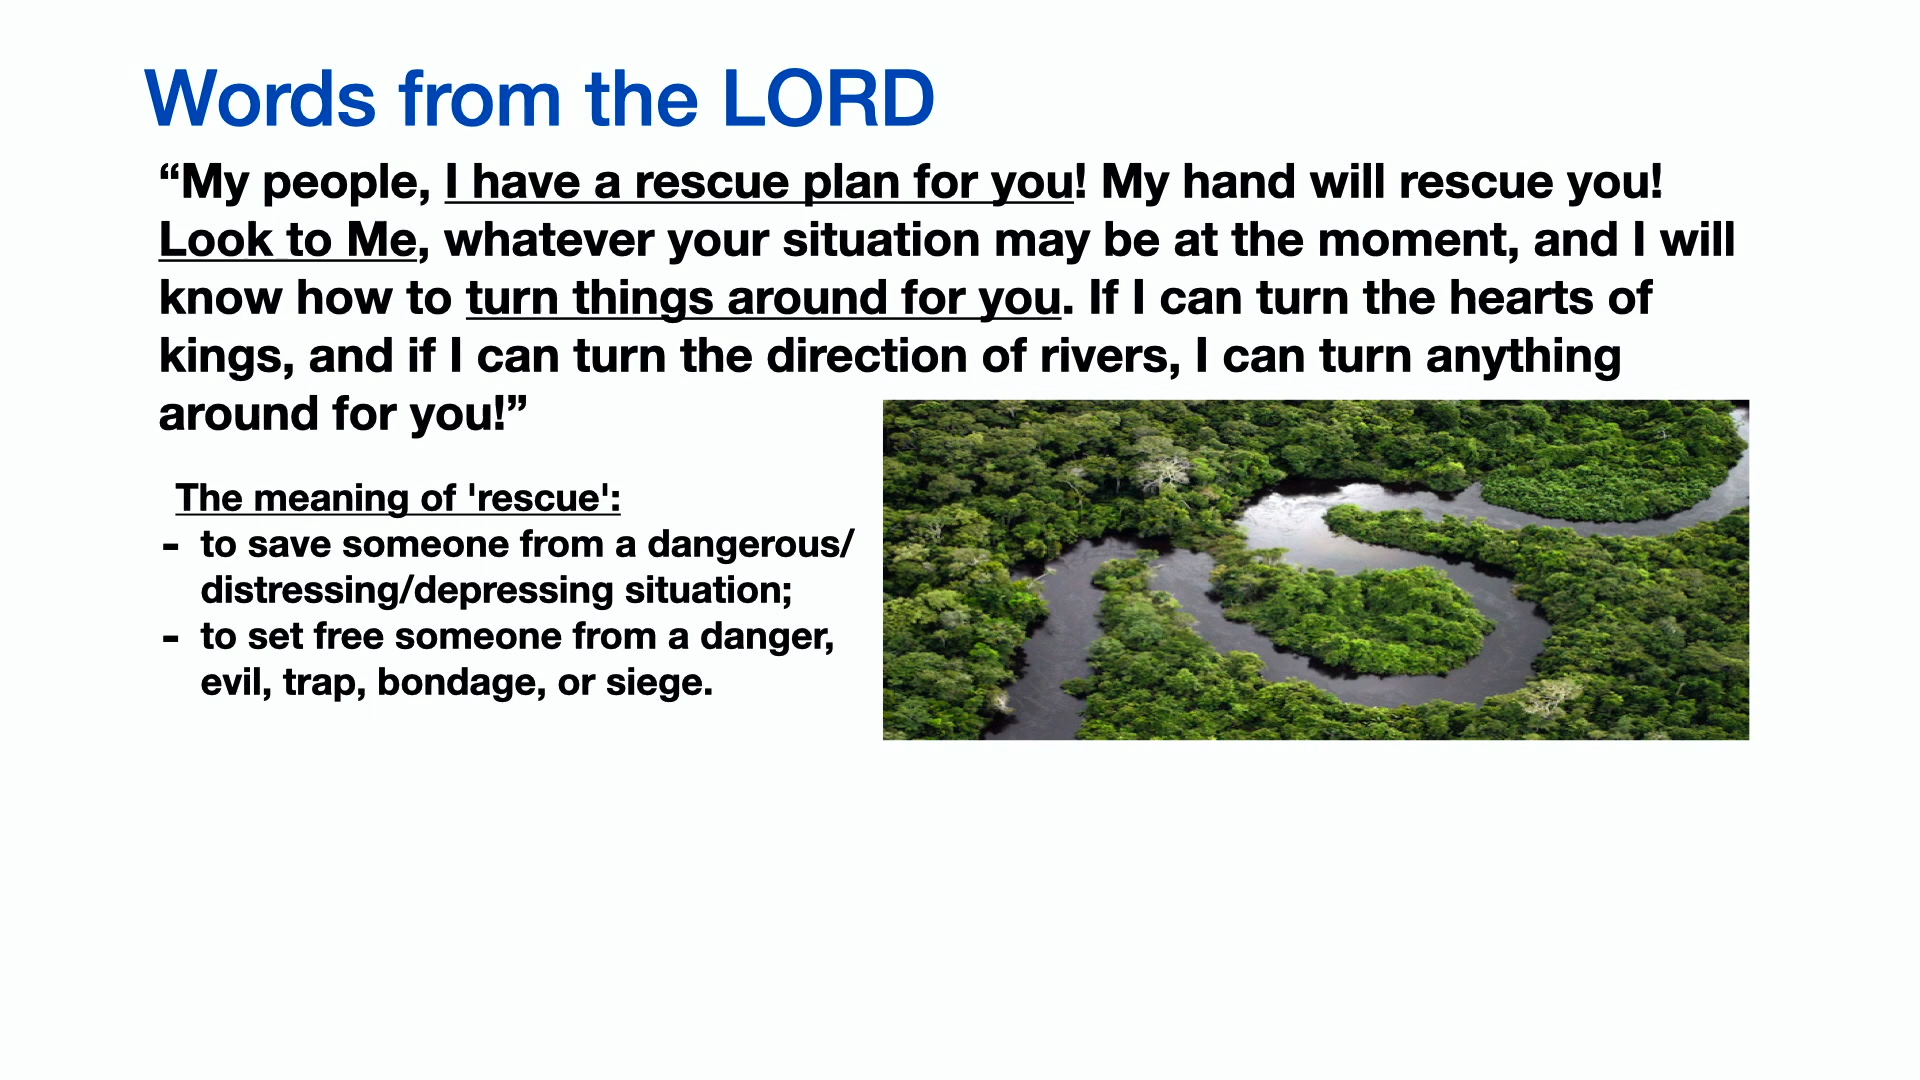 Words from the LORD
“My people, I have a rescue plan for you! My hand will rescue you!
Look to Me, whatever your situation may be at the moment, and I will
know how to turn things around for you. If I can turn the hearts of
kings, and if I can turn the direction of rivers, I can turn anything
around for you!”
The meaning of 'rescue':
- to save someone from a dangerous/
distressing/depressing situation;
- to set free someone from a danger,
evil, trap, bondage, or siege.